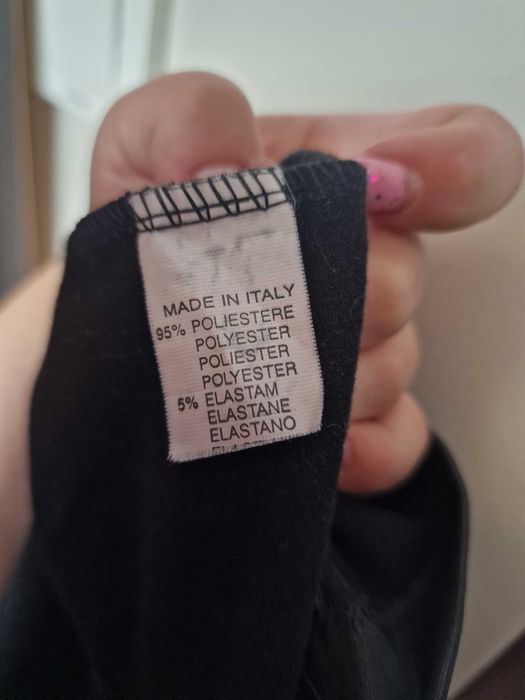 MADE IN ITALY
95% POLIESTERE
POLYESTER
POLIESTER
POLYESTER
5% ELASTAM
ELASTANE
ELASTANO